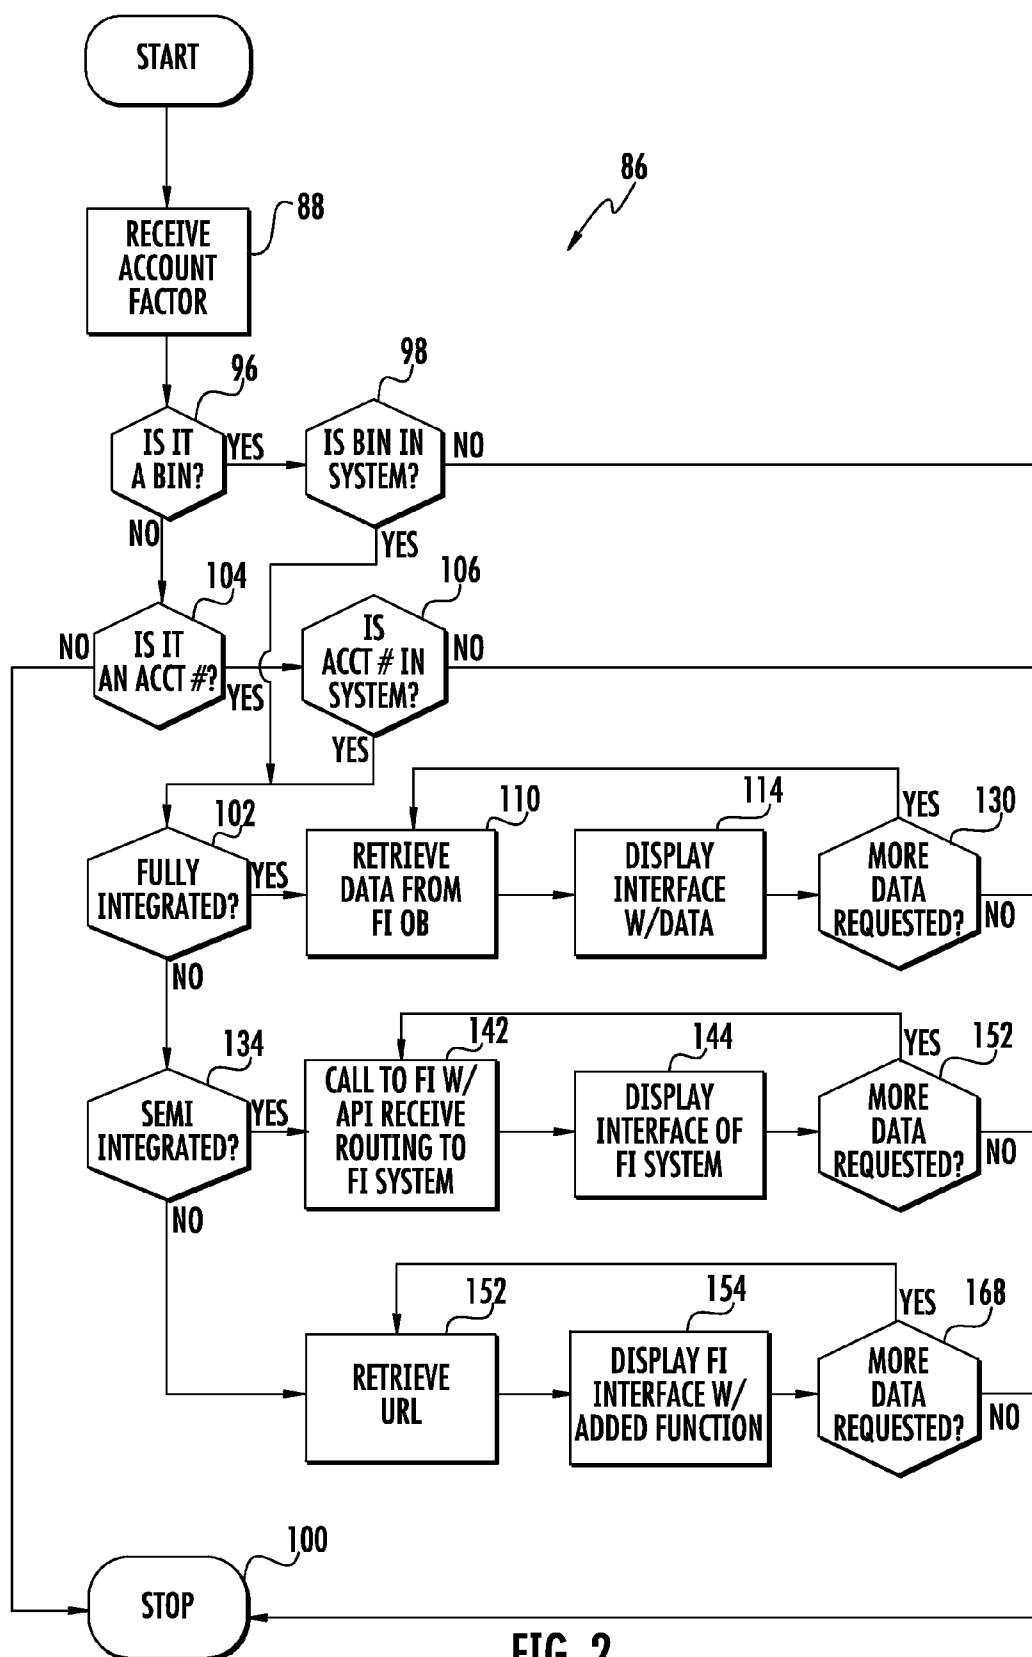 START
86
88
RECEIVE
ACCOUNT
FACTOR
96
98
IS IT
A BIN?
YES
IS BIN IN
SYSTEM?
NO
NO
YES
104
106
NO
IS IT
AN ACCT #?
YES
IS
ACCT # IN
SYSTEM?
NO
YES
102
110
114
YES
130
FULLY
INTEGRATED?
YES
RETRIEVE
DATA FROM
FI OB
DISPLAY
INTERFACE
W/DATA
MORE
DATA
REQUESTED?
NO
NO
134
142
144
YES
152
SEMI
INTEGRATED?
YES
CALL TO FI W/
API RECEIVE
ROUTING TO
FI SYSTEM
DISPLAY
INTERFACE OF
FI SYSTEM
MORE
DATA
REQUESTED?
NO
NO
152
154
YES
168
RETRIEVE
URL
DISPLAY FI
INTERFACE W/
ADDED FUNCTION
MORE
DATA
REQUESTED?
NO
100
STOP
FIG. 2